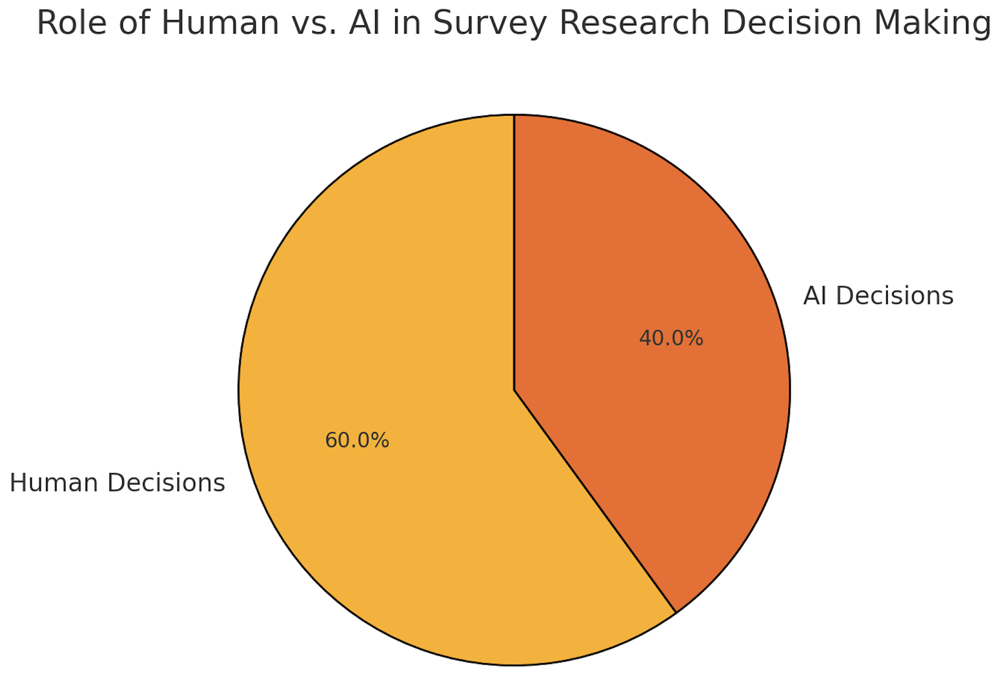 Role of Human vs. AI in Survey Research Decision Making
AI Decisions
40.0%
60.0%
Human Decisions